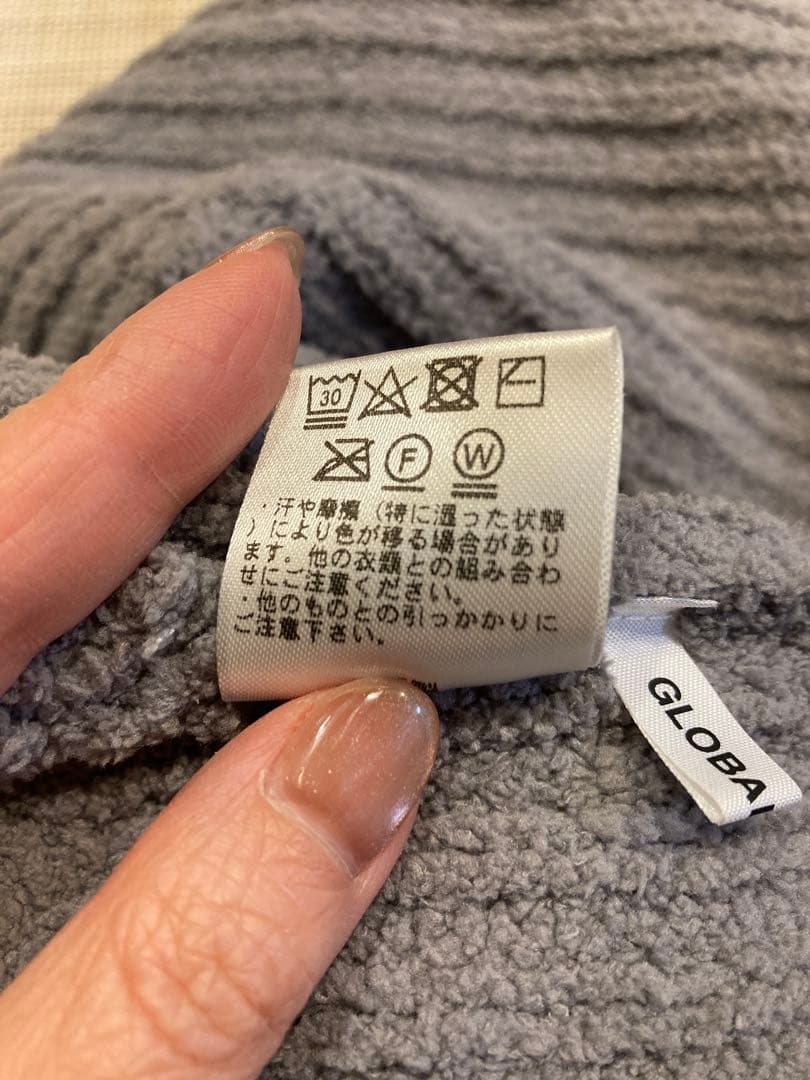 30
F
W
・汗や摩擦(特に湿った状態
)により色が移る場合があり
ます。他の衣類との組み合わ
せにご注意ください。
・他のものとの引っかかりに
ご注意下さい。
GLOBA